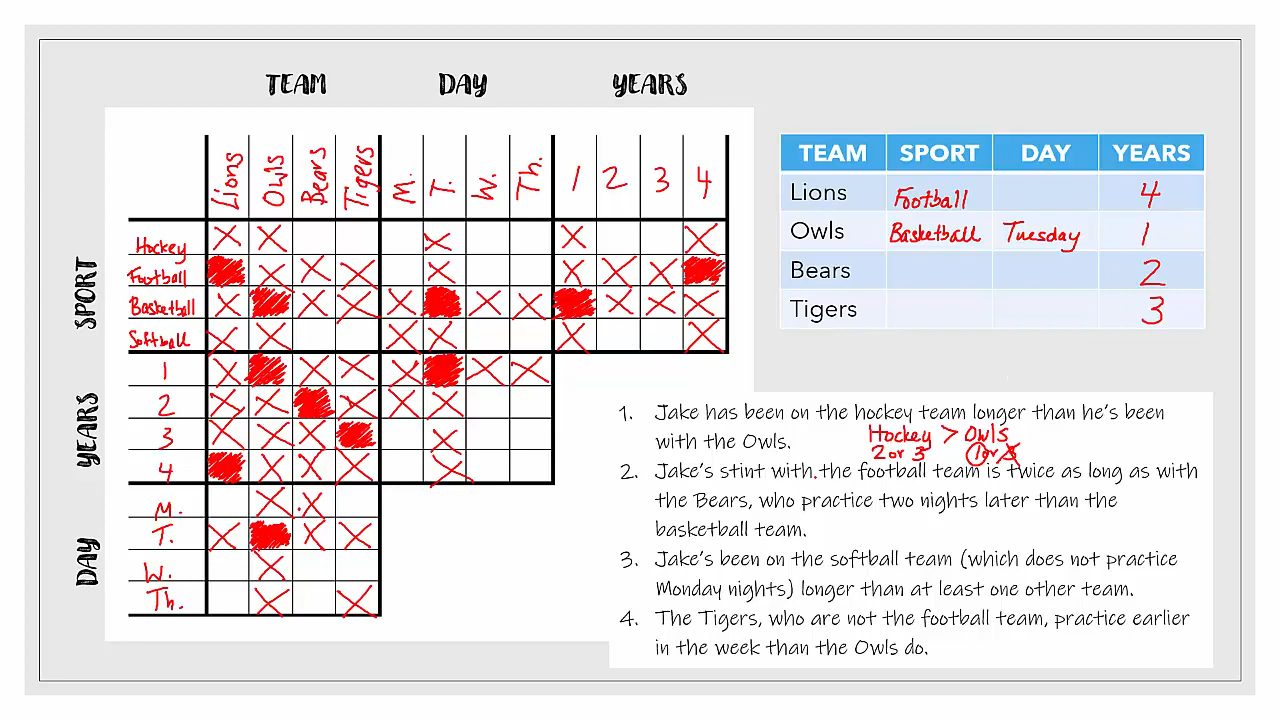 TEAM DAY YEARS
Lions Owls Bears Tigers M. T. W. Th. 1 2 3 4
SPORT
Hockey
Football
Basketball
Softball
YEARS
1
2
3
4
DAY
M.
T.
W.
Th.
TEAM SPORT DAY YEARS
Lions Football 4
Owls Basketball Tuesday 1
Bears 2
Tigers 3
1. Jake has been on the hockey team longer than he's been
with the Owls.
Hockey > Owls
2 or 3 1 or 3
2. Jake's stint with the football team is twice as long as with
the Bears, who practice two nights later than the
basketball team.
3. Jake's been on the softball team (which does not practice
Monday nights) longer than at least one other team.
4. The Tigers, who are not the football team, practice earlier
in the week than the Owls do.